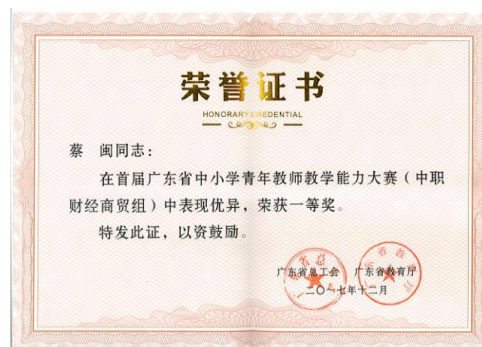 荣誉证书
HONORARY CREDENTIAL
蔡 闽同志：
在首届广东省中小学青年教师教学能力大赛（中职
财经商贸组）中表现优异，荣获一等奖。
特发此证，以资鼓励。
广东省总工会 广东省教育厅
二〇一七年十二月